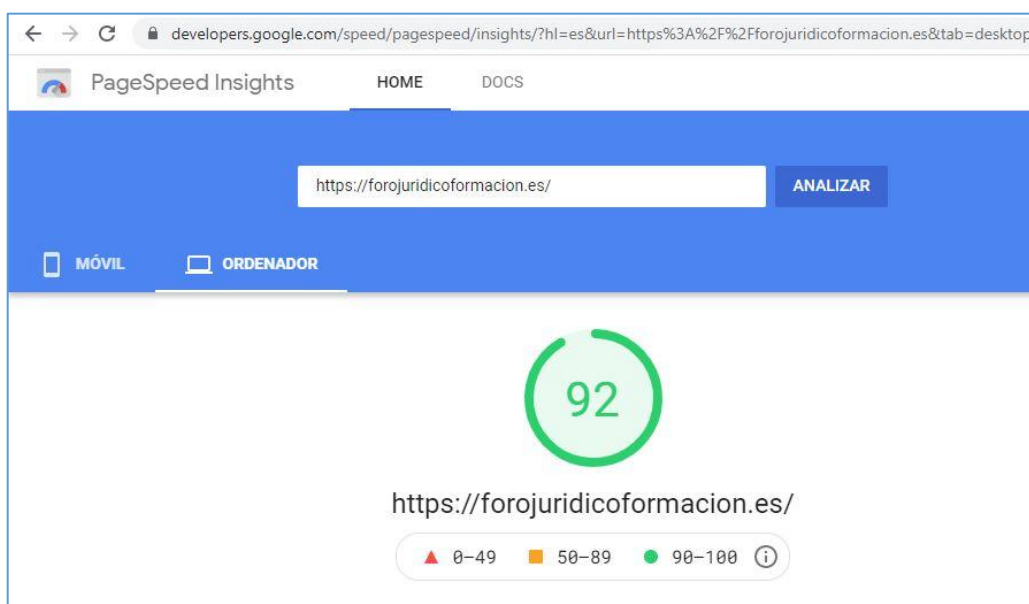 developers.google.com/speed/pagespeed/insights/?hl=es&url=https%3A%2F%2Fforojuridicoformacion.es&tab=desktop
PageSpeed Insights HOME DOCS
https://forojuridicoformacion.es/ ANALIZAR
MÓVIL ORDENADOR
92
https://forojuridicoformacion.es/
0–49 50–89 90–100